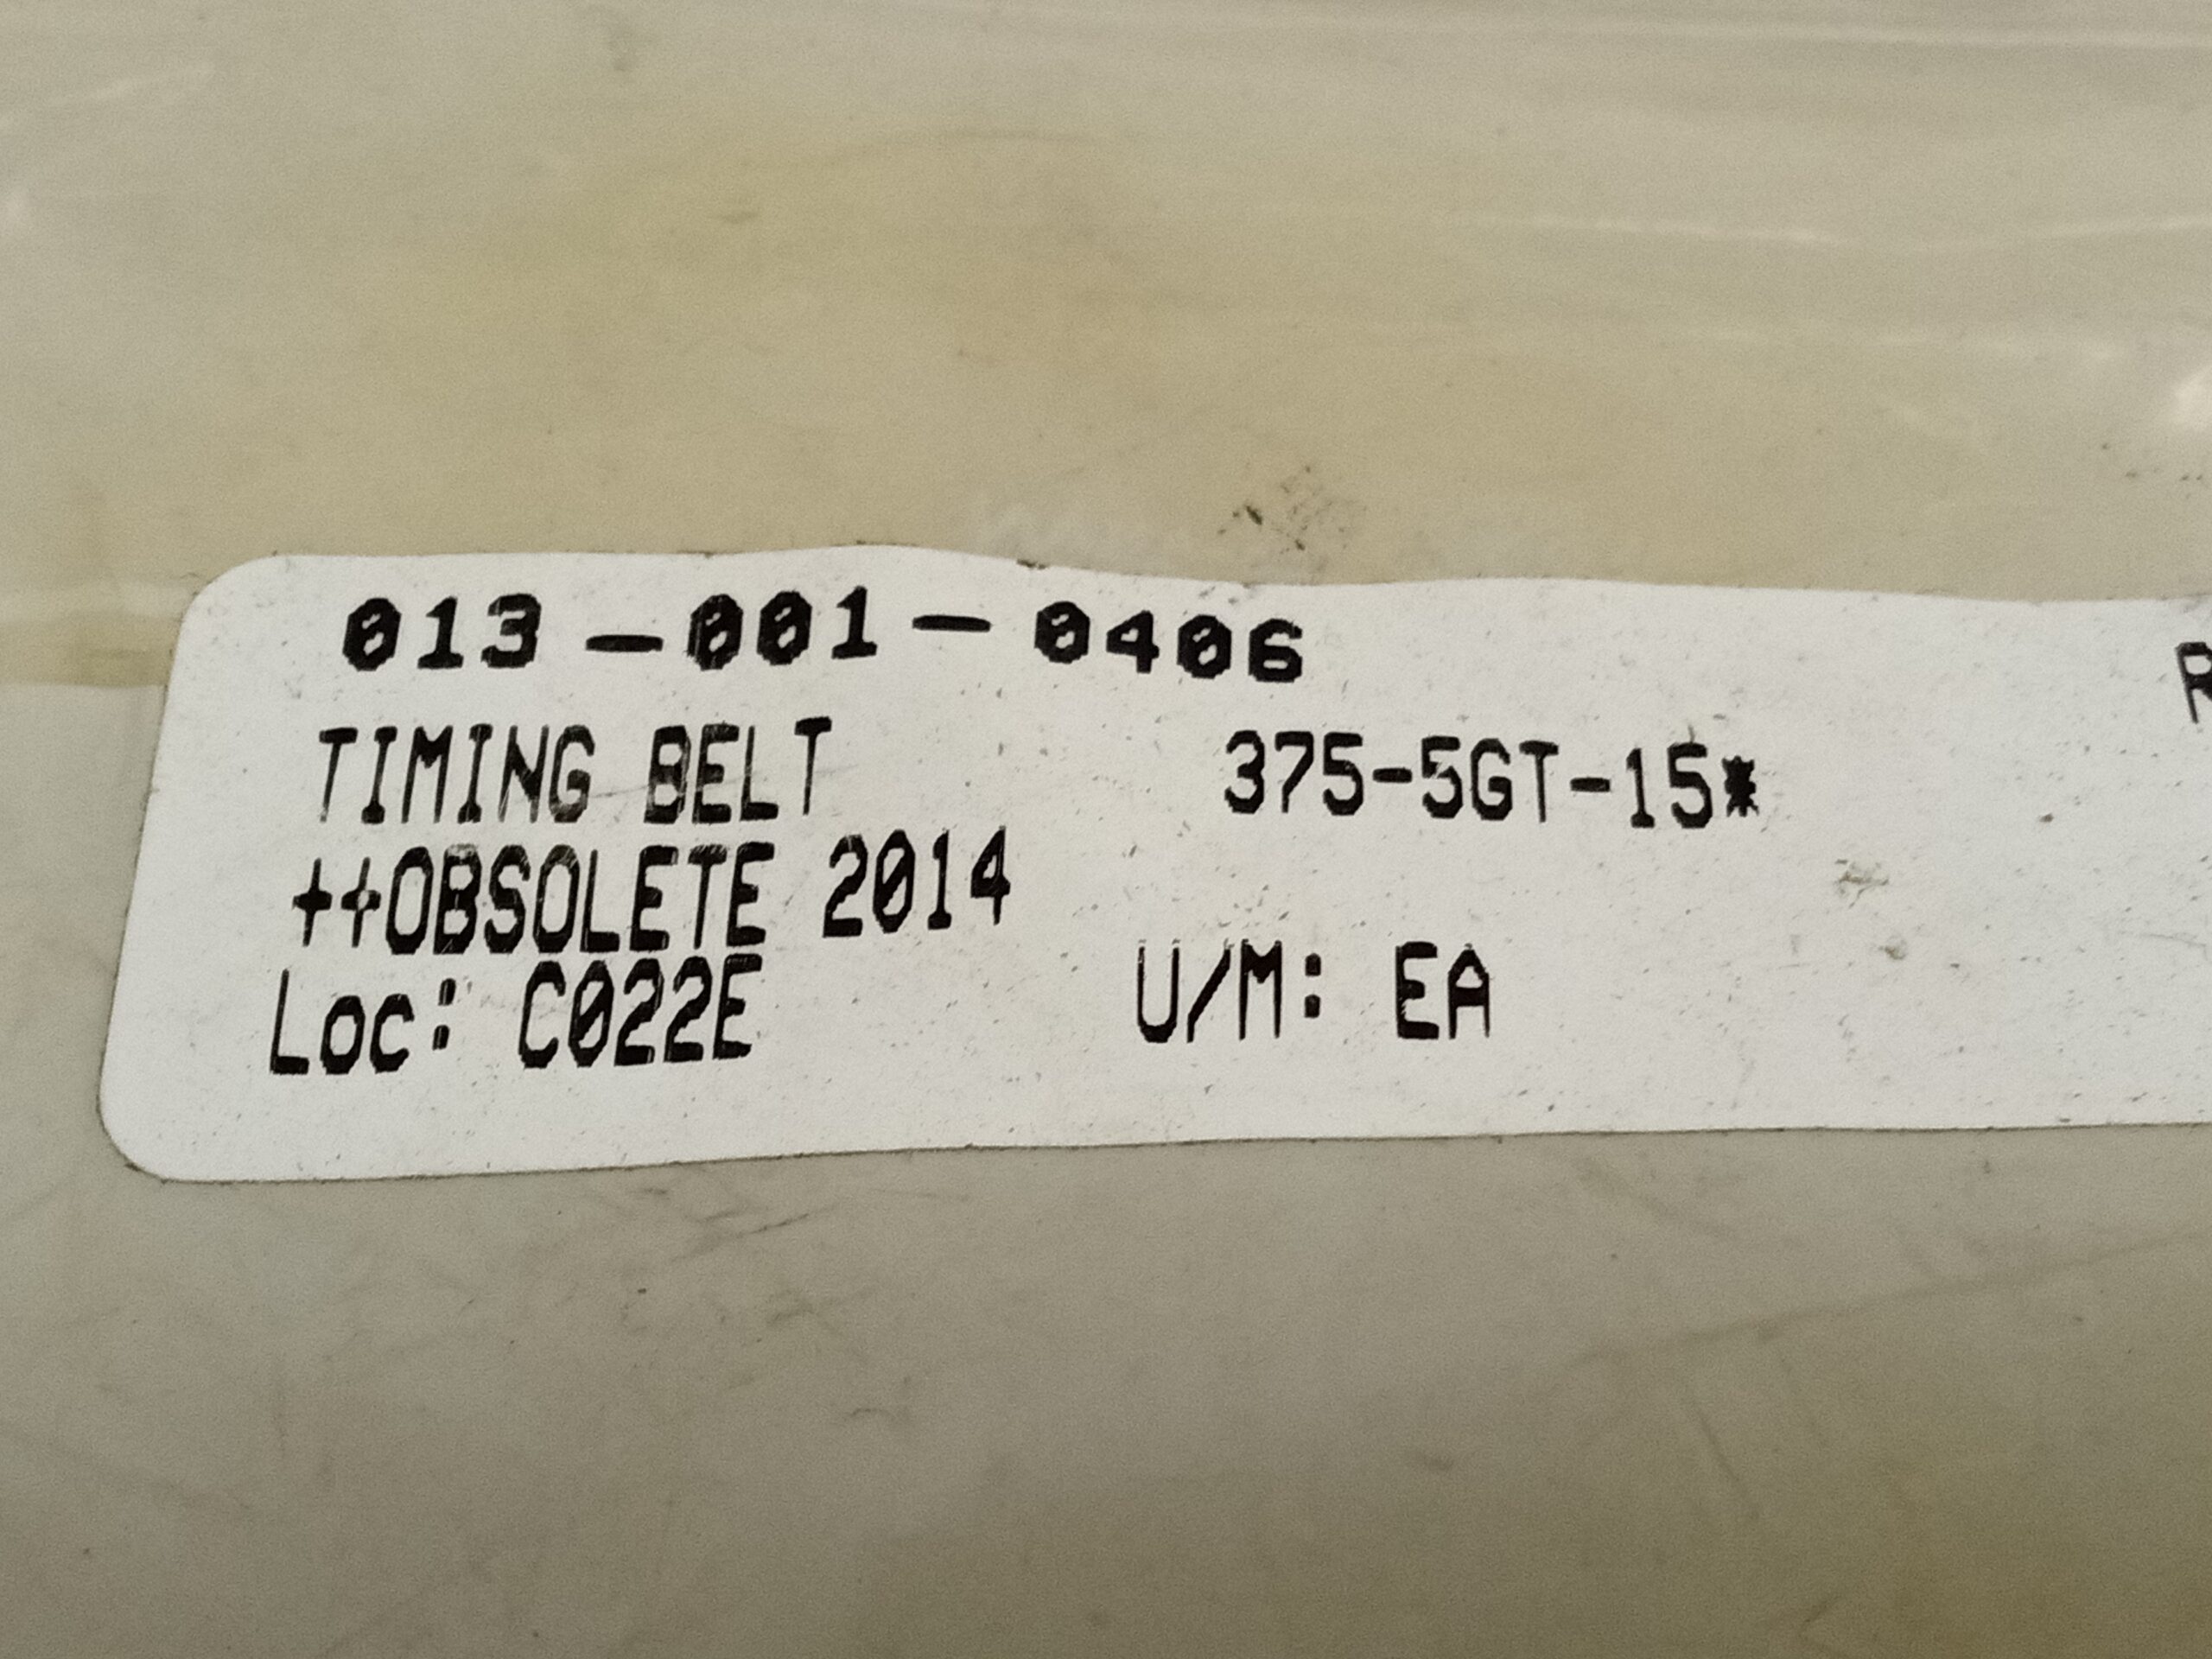 013-001-0406
TIMING BELT 375-5GT-15*
++OBSOLETE 2014
Loc: C022E U/M: EA